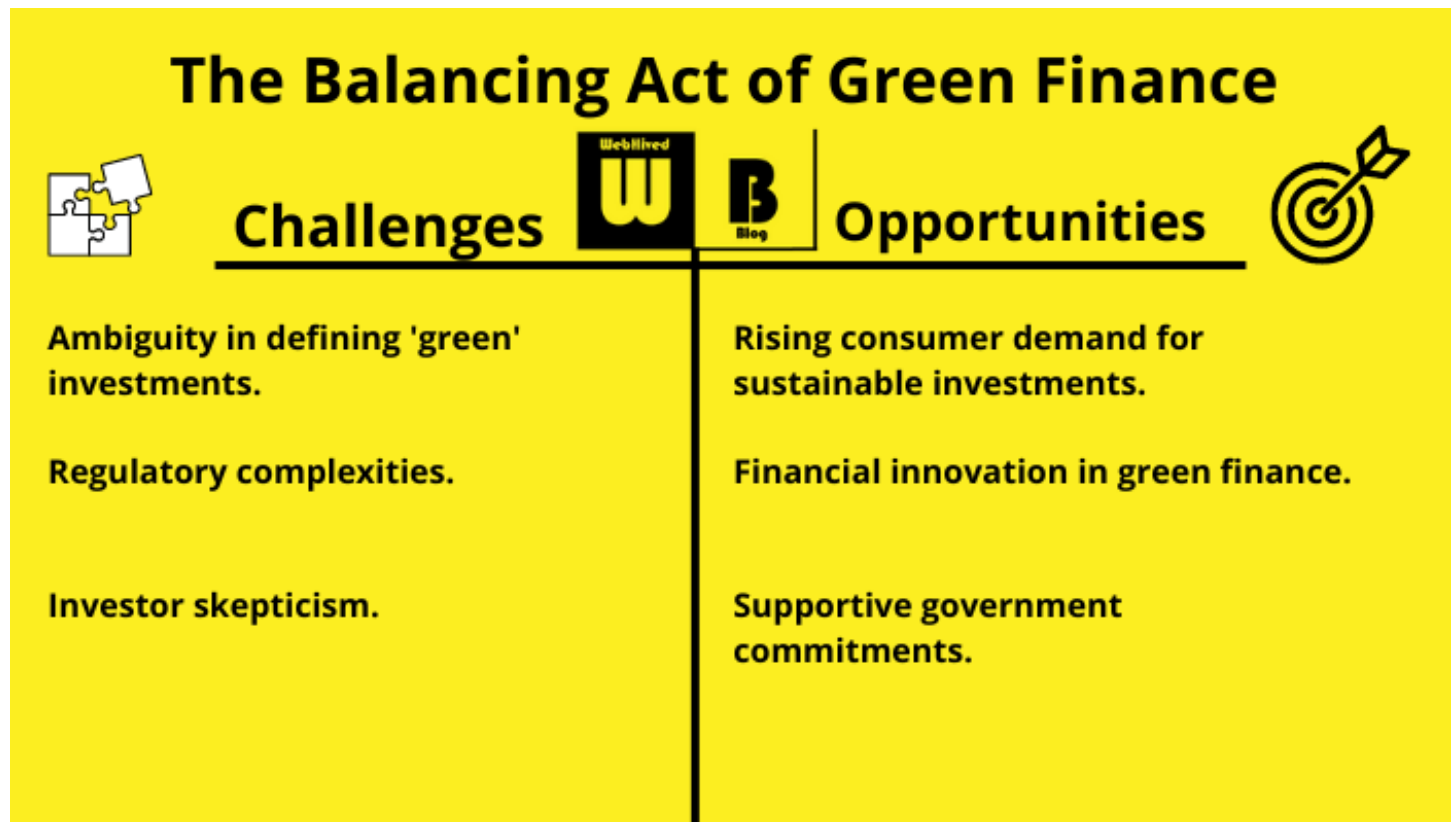 The Balancing Act of Green Finance
WebHived
W
B
Blog
Challenges
Opportunities
Ambiguity in defining 'green'
investments.
Regulatory complexities.
Investor skepticism.
Rising consumer demand for
sustainable investments.
Financial innovation in green finance.
Supportive government
commitments.